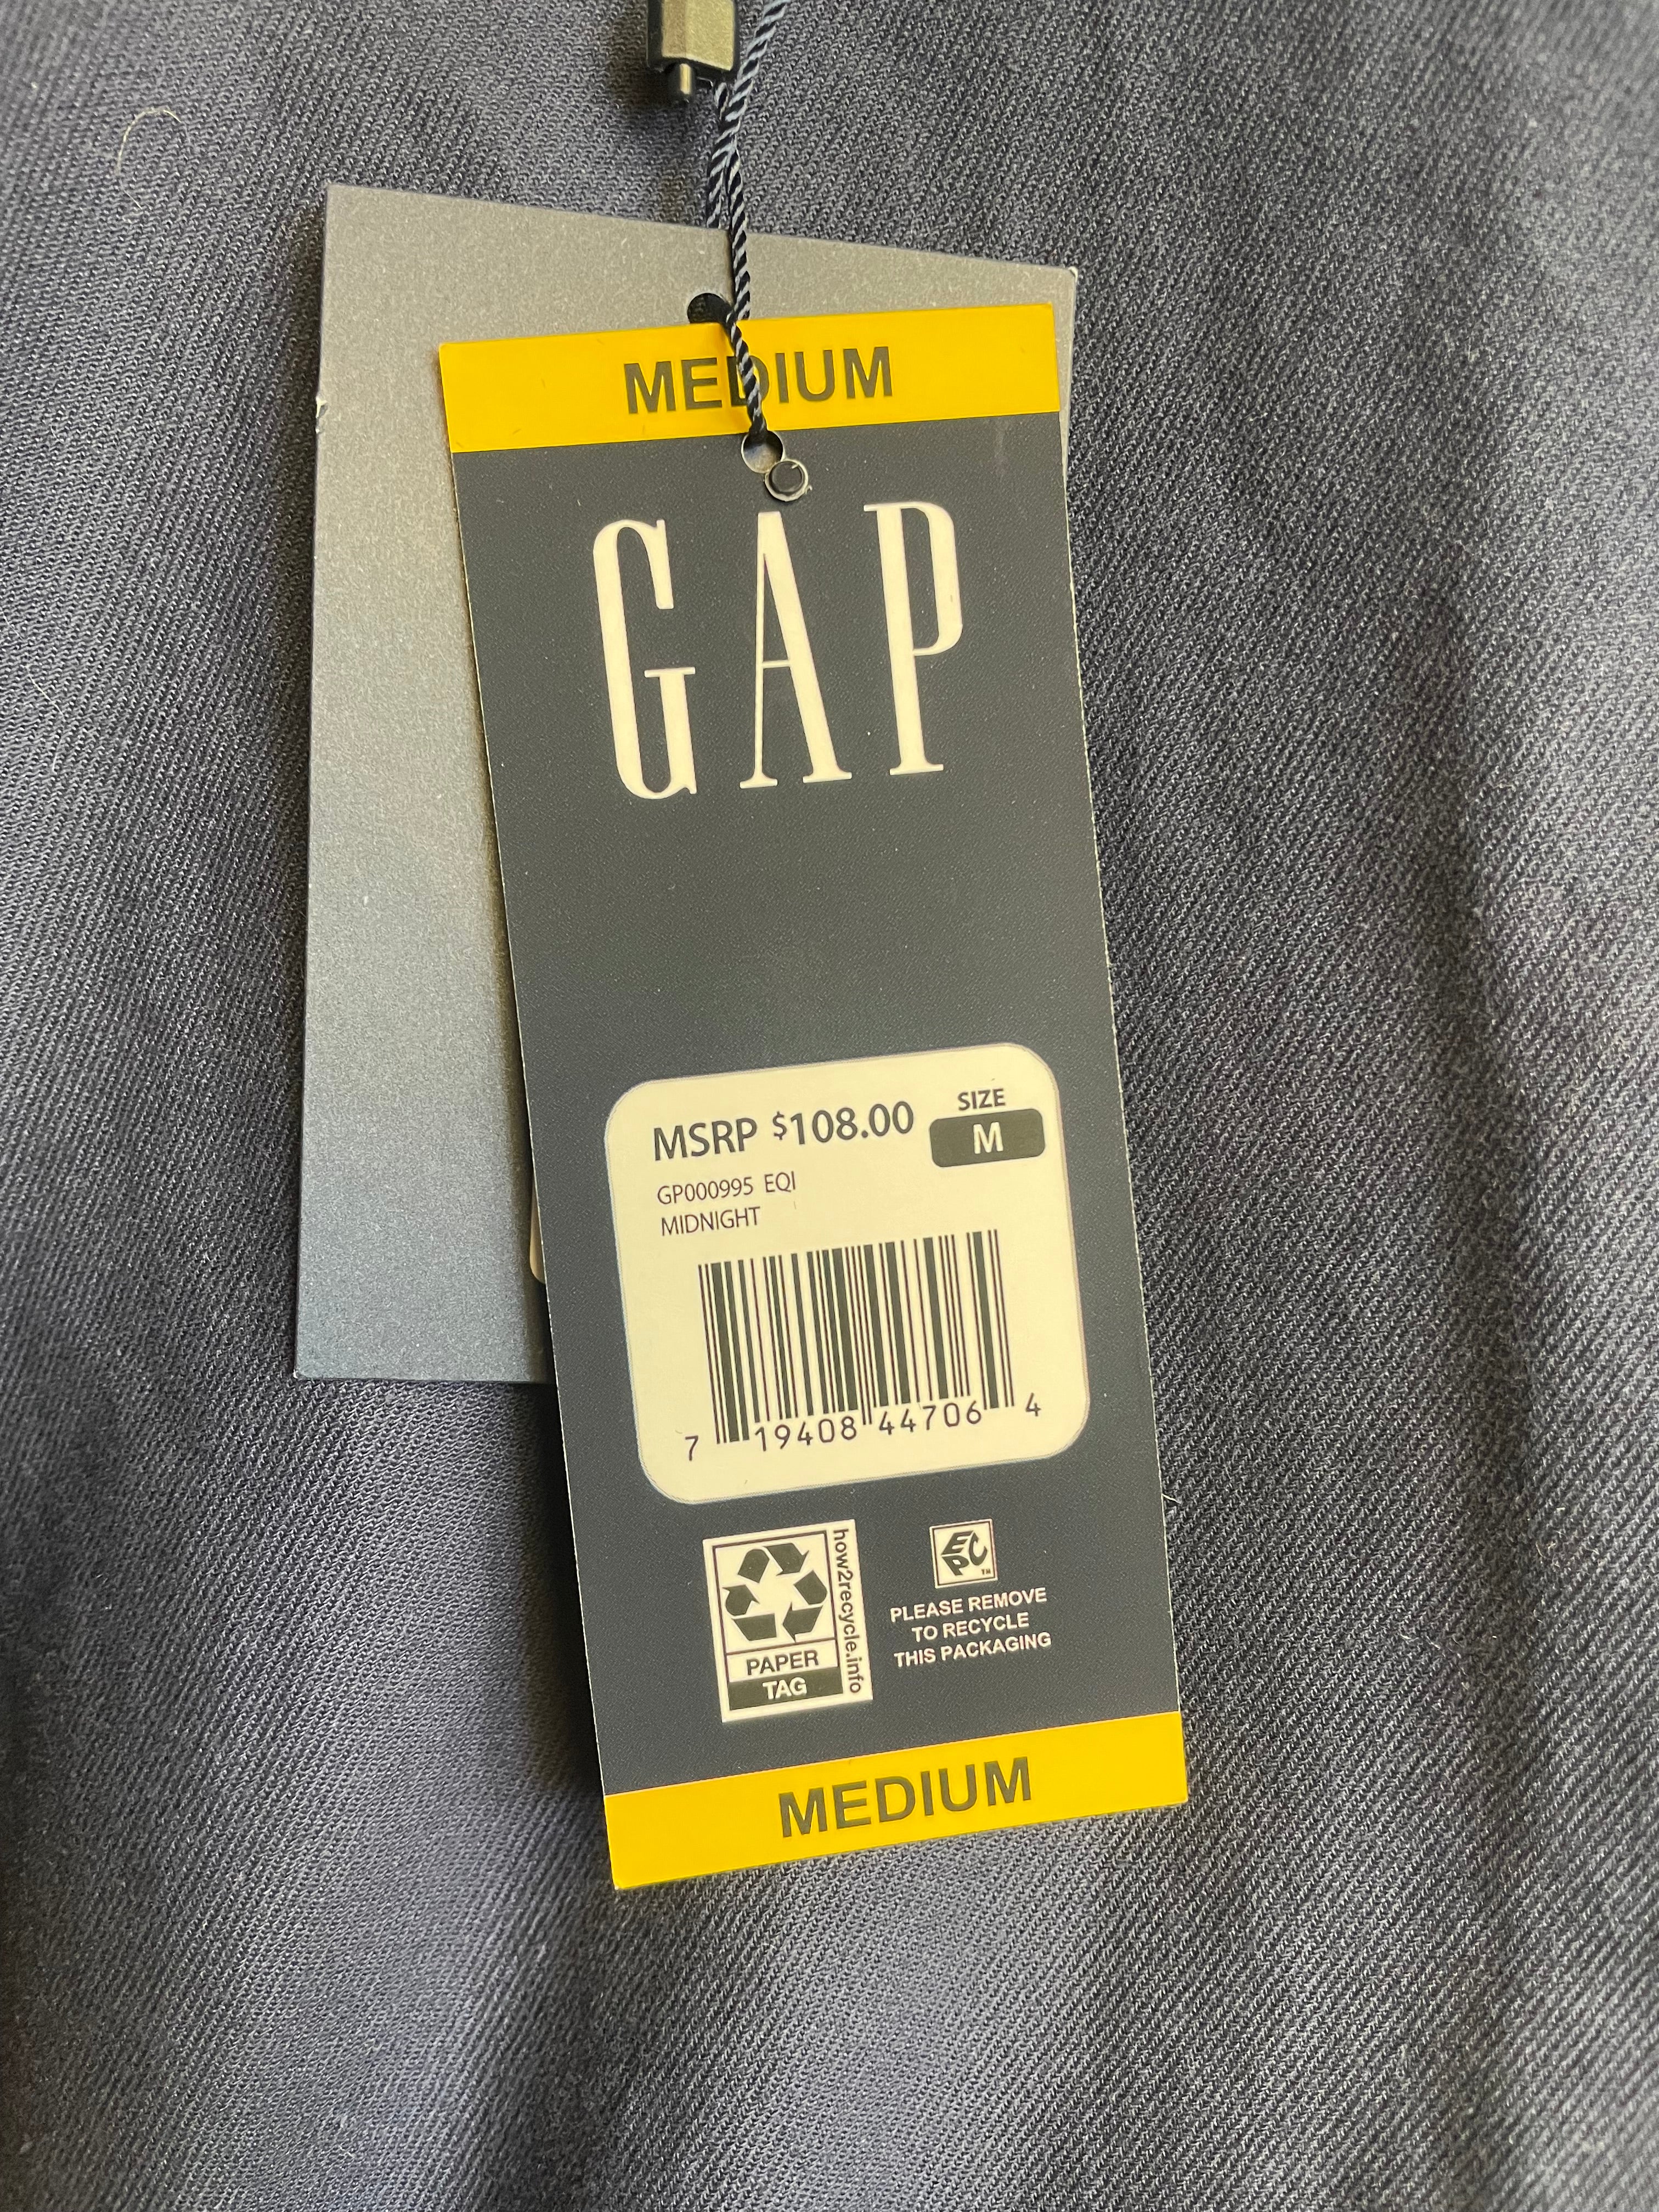 MEDIUM
GAP
MSRP $108.00
SIZE
M
GP000995 EQI
MIDNIGHT
7 19408 44706 4
how2recycle.info
PAPER
TAG
EPC™
PLEASE REMOVE
TO RECYCLE
THIS PACKAGING
MEDIUM